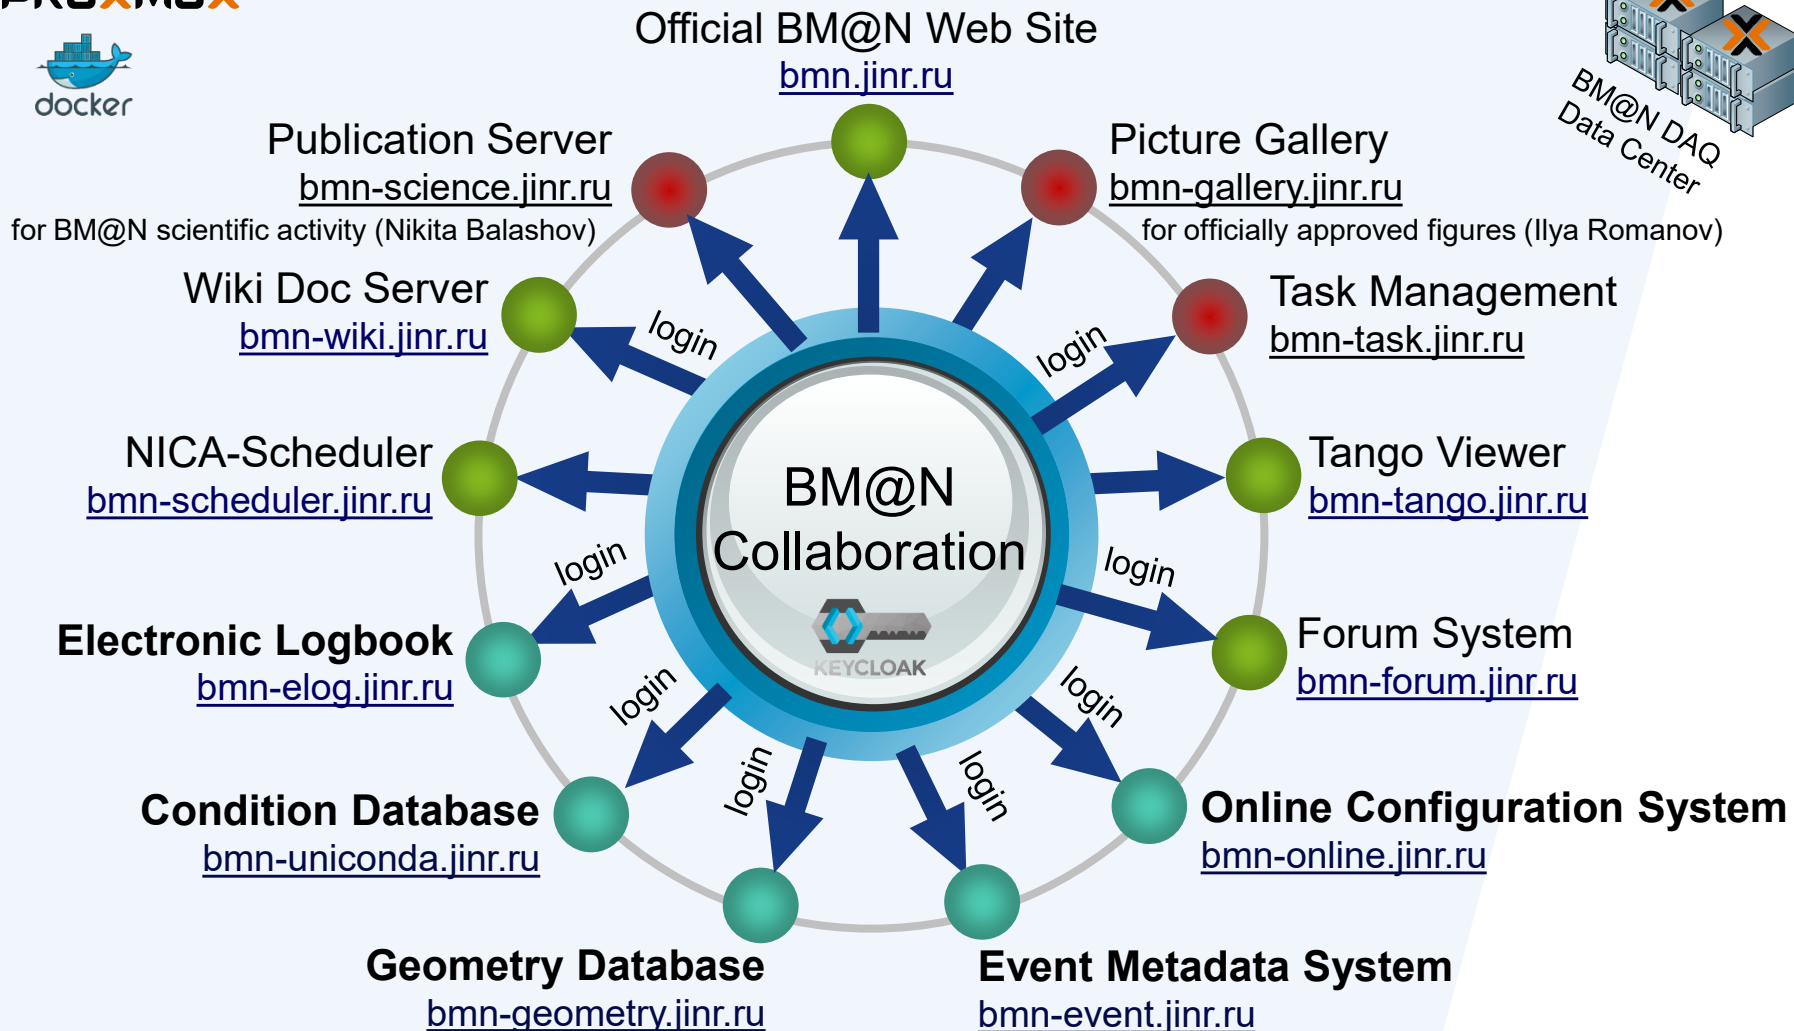 PROXMOX
docker
Official BM@N Web Site
bmn.jinr.ru
BM@N DAQ
Data Center
Publication Server
bmn-science.jinr.ru
for BM@N scientific activity (Nikita Balashov)
Picture Gallery
bmn-gallery.jinr.ru
for officially approved figures (Ilya Romanov)
Wiki Doc Server
bmn-wiki.jinr.ru
login
login
Task Management
bmn-task.jinr.ru
NICA-Scheduler
bmn-scheduler.jinr.ru
Tango Viewer
bmn-tango.jinr.ru
BM@N
Collaboration
KEYCLOAK
login
login
Electronic Logbook
bmn-elog.jinr.ru
Forum System
bmn-forum.jinr.ru
login
login
Condition Database
bmn-uniconda.jinr.ru
login
login
Online Configuration System
bmn-online.jinr.ru
Geometry Database
bmn-geometry.jinr.ru
Event Metadata System
bmn-event.jinr.ru